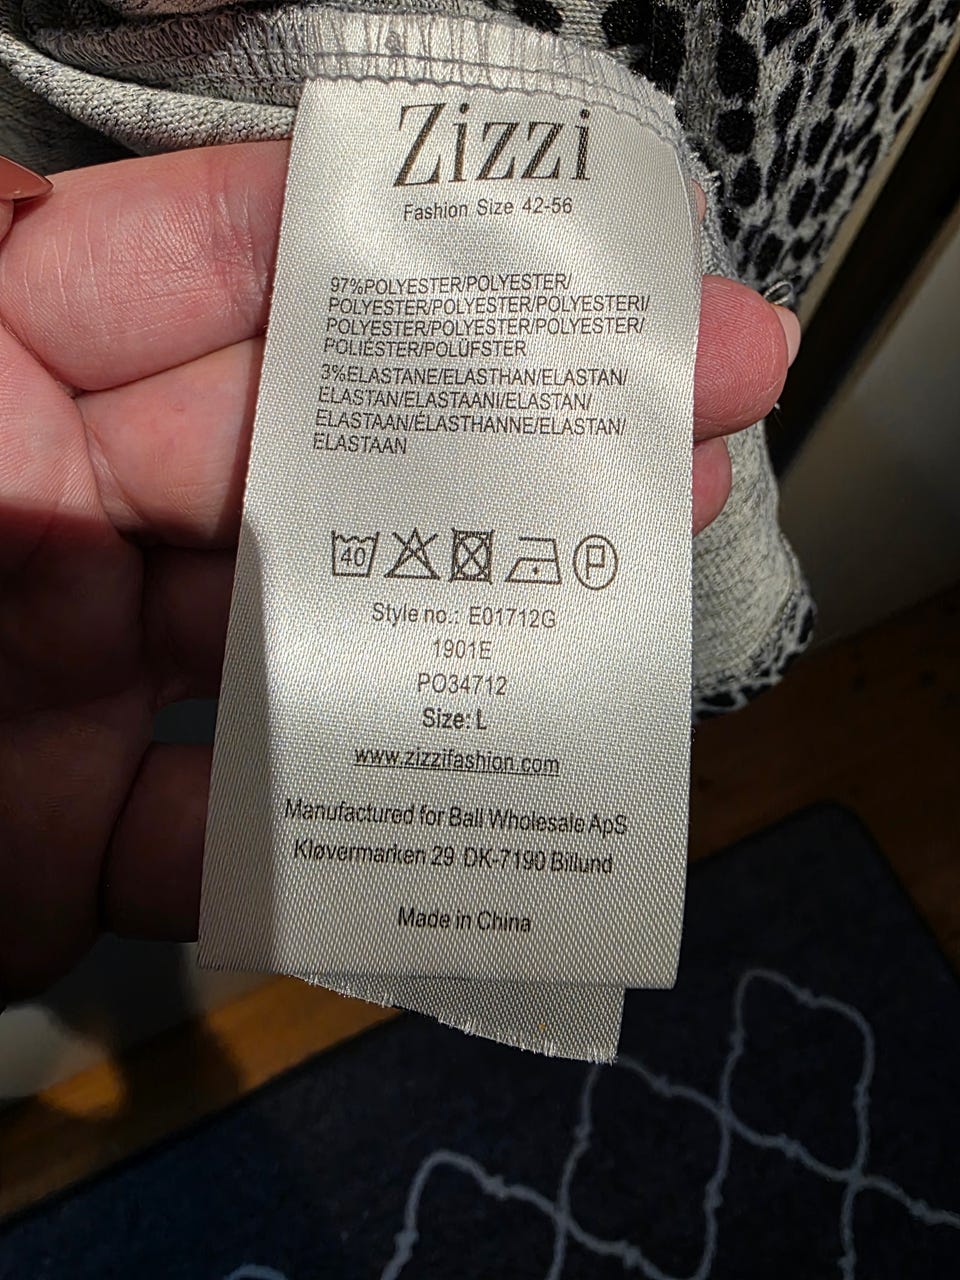 Zizzi
Fashion Size 42-56
97%POLYESTER/POLYESTER/
POLYESTER/POLYESTER/POLYESTERI/
POLYESTER/POLYESTER/POLYESTER/
POLIÉSTER/POLÜFSTER
3%ELASTANE/ELASTHAN/ELASTAN/
ELASTAN/ELASTAANI/ELASTAN/
ELASTAAN/ÉLASTHANNE/ELASTAN/
ELASTAAN
40 P
Style no.: E01712G
1901E
PO34712
Size: L
www.zizzifashion.com
Manufactured for Ball Wholesale ApS
Kløvermarken 29 DK-7190 Billund
Made in China